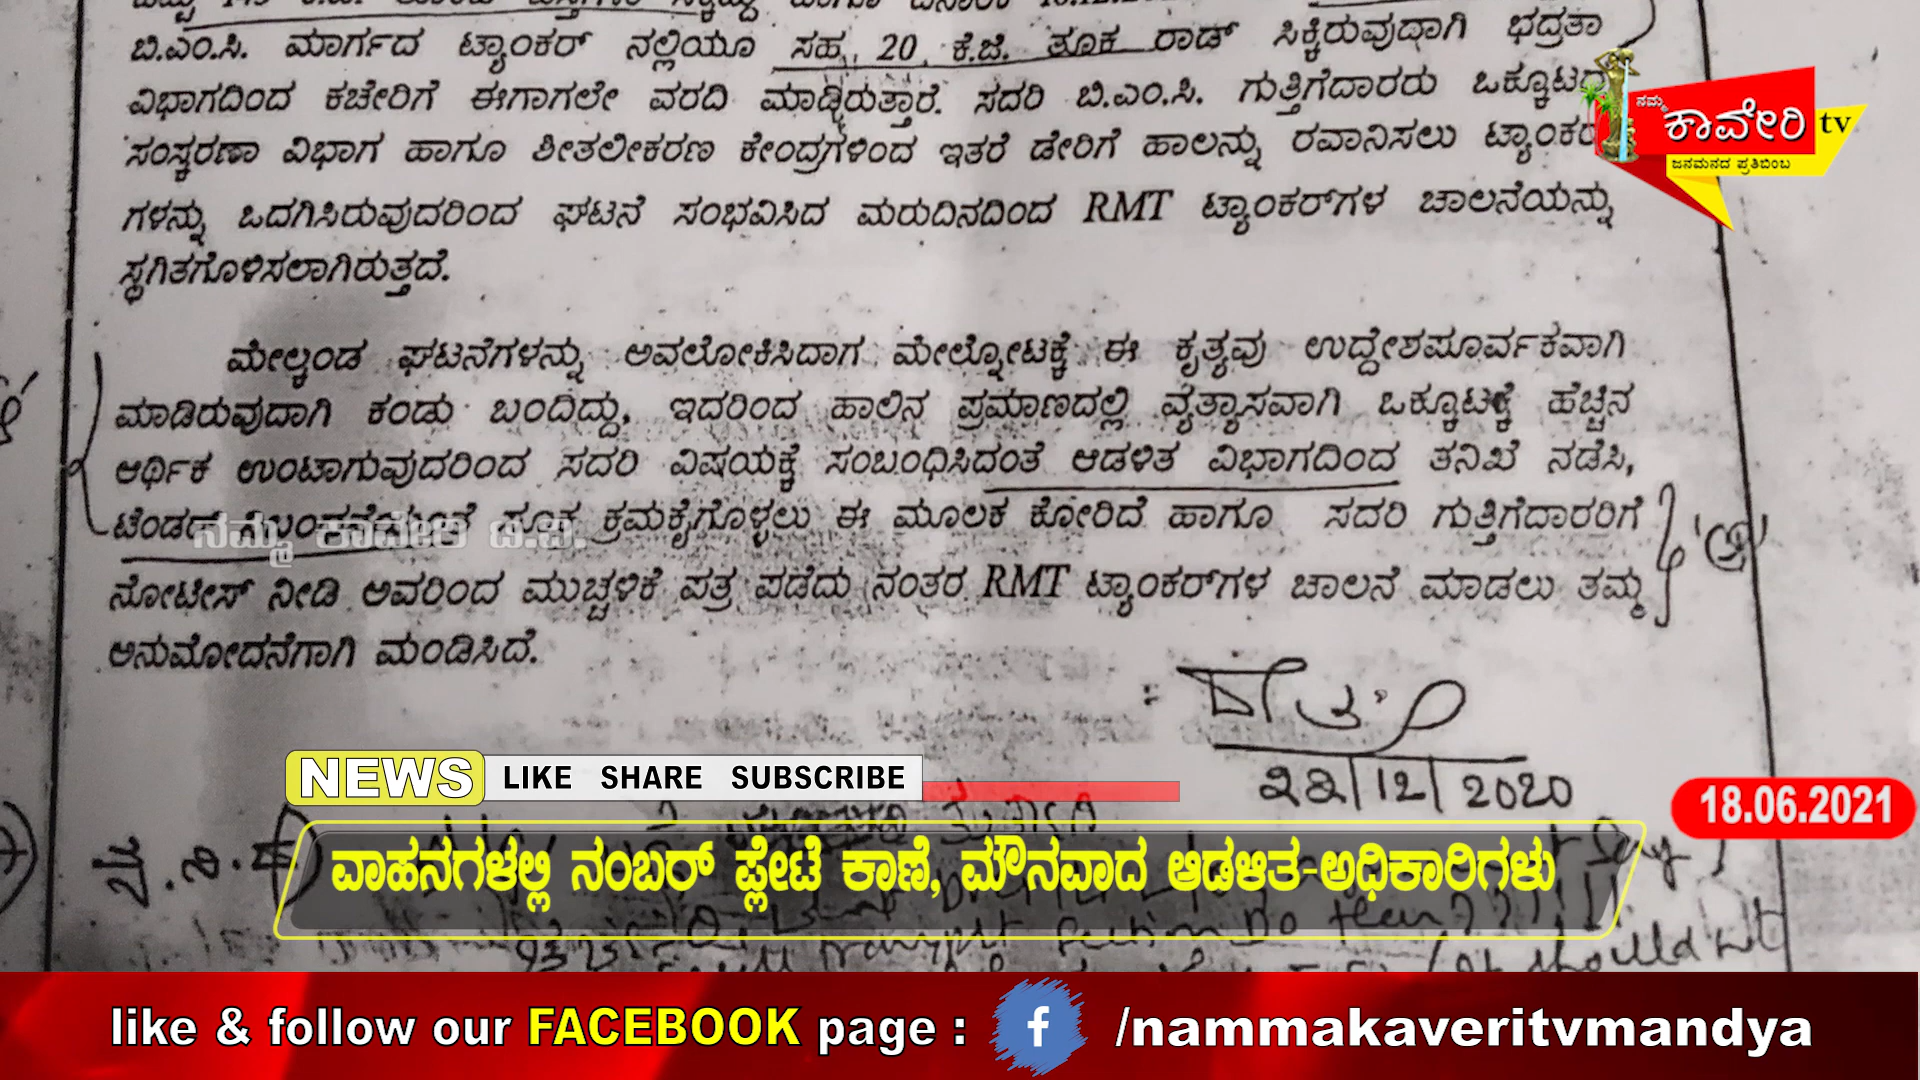 ಬಿ.ಎಂ.ಸಿ. ಮಾರ್ಗದ ಟ್ಯಾಂಕರ್ ನಲ್ಲಿಯೂ ಸಹ 20 ಕೆ.ಜಿ. ತೂಕ ರಾಡ್ ಸಿಕ್ಕಿರುವುದಾಗಿ ಭದ್ರತಾ
ವಿಭಾಗದಿಂದ ಕಚೇರಿಗೆ ಈಗಾಗಲೇ ವರದಿ ಮಾಡಿರುತ್ತಾರೆ. ಸದರಿ ಬಿ.ಎಂ.ಸಿ. ಗುತ್ತಿಗೆದಾರರು ಒಕ್ಕೂಟದ
ಸಂಸ್ಕರಣಾ ವಿಭಾಗ ಹಾಗೂ ಶೀತಲೀಕರಣ ಕೇಂದ್ರಗಳಿಂದ ಇತರೆ ಡೇರಿಗೆ ಹಾಲನ್ನು ರವಾನಿಸಲು ಟ್ಯಾಂಕರ್
ಗಳನ್ನು ಒದಗಿಸಿರುವುದರಿಂದ ಘಟನೆ ಸಂಭವಿಸಿದ ಮರುದಿನದಿಂದ RMT ಟ್ಯಾಂಕರ್‌ಗಳ ಚಾಲನೆಯನ್ನು
ಸ್ಥಗಿತಗೊಳಿಸಲಾಗಿರುತ್ತದೆ.
ಮೇಲ್ಕಂಡ ಘಟನೆಗಳನ್ನು ಅವಲೋಕಿಸಿದಾಗ ಮೇಲ್ನೋಟಕ್ಕೆ ಈ ಕೃತ್ಯವು ಉದ್ದೇಶಪೂರ್ವಕವಾಗಿ
ಮಾಡಿರುವುದಾಗಿ ಕಂಡು ಬಂದಿದ್ದು, ಇದರಿಂದ ಹಾಲಿನ ಪ್ರಮಾಣದಲ್ಲಿ ವ್ಯತ್ಯಾಸವಾಗಿ ಒಕ್ಕೂಟಕ್ಕೆ ಹೆಚ್ಚಿನ
ಆರ್ಥಿಕ ಉಂಟಾಗುವುದರಿಂದ ಸದರಿ ವಿಷಯಕ್ಕೆ ಸಂಬಂಧಿಸಿದಂತೆ ಆಡಳಿತ ವಿಭಾಗದಿಂದ ತನಿಖೆ ನಡೆಸಿ,
ಟೆಂಡರ್ ಕ್ರಮಕೈಗೊಳ್ಳಲು ಈ ಮೂಲಕ ಕೋರಿದೆ ಹಾಗೂ ಸದರಿ ಗುತ್ತಿಗೆದಾರರಿಗೆ
ನಮ್ಮ ಕಾವೇರಿ ಟಿ.ವಿ.
ನೋಟೀಸ್ ನೀಡಿ ಅವರಿಂದ ಮುಚ್ಚಳಿಕೆ ಪತ್ರ ಪಡೆದು ನಂತರ RMT ಟ್ಯಾಂಕರ್‌ಗಳ ಚಾಲನೆ ಮಾಡಲು ತಮ್ಮ
ಅನುಮೋದನೆಗಾಗಿ ಮಂಡಿಸಿದೆ.
ನಮ್ಮ
ಕಾವೇರಿ tv
ಜನಮನದ ಪ್ರತಿಬಿಂಬ
NEWS LIKE SHARE SUBSCRIBE
18.06.2021
ವಾಹನಗಳಲ್ಲಿ ನಂಬರ್ ಪ್ಲೇಟೆ ಕಾಣೆ, ಮೌನವಾದ ಆಡಳಿತ-ಅಧಿಕಾರಿಗಳು
like & follow our FACEBOOK page : f /nammakaveritvmandya